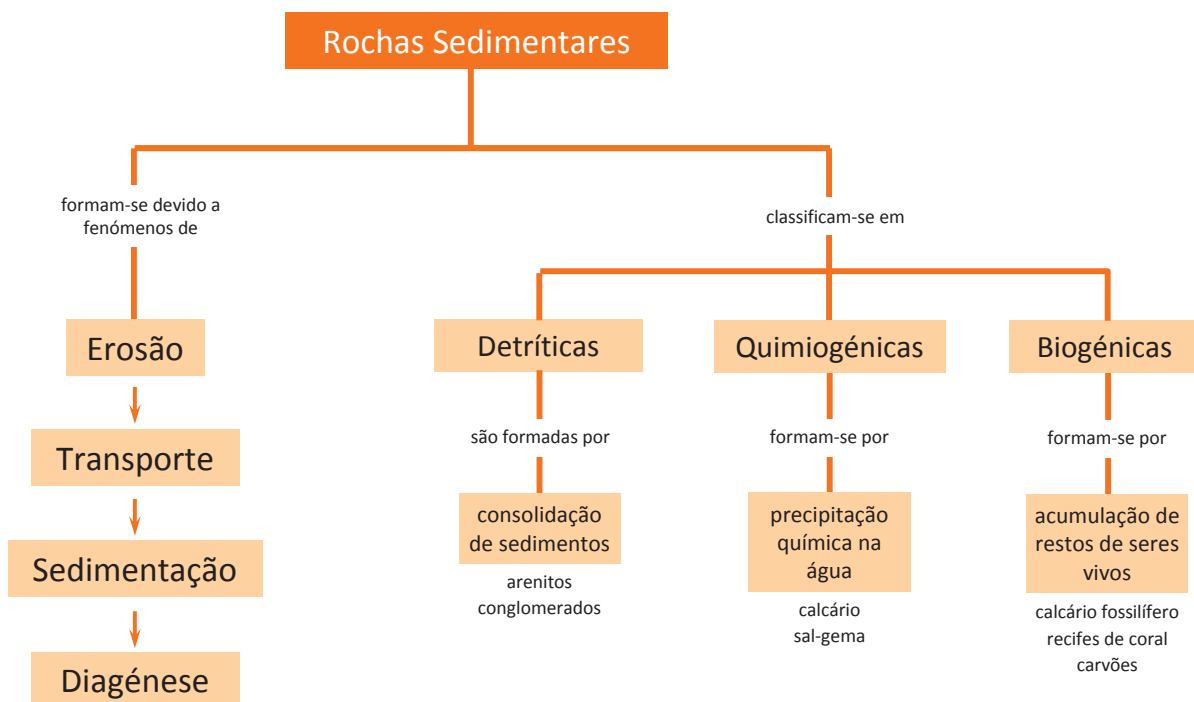 Rochas Sedimentares
formam-se devido a
fenómenos de
Erosão
Transporte
Sedimentação
Diagénese
classificam-se em
Detríticas
são formadas por
consolidação
de sedimentos
arenitos
conglomerados
Quimiogénicas
formam-se por
precipitação
química na
água
calcário
sal-gema
Biogénicas
formam-se por
acumulação de
restos de seres
vivos
calcário fossilífero
recifes de coral
carvões